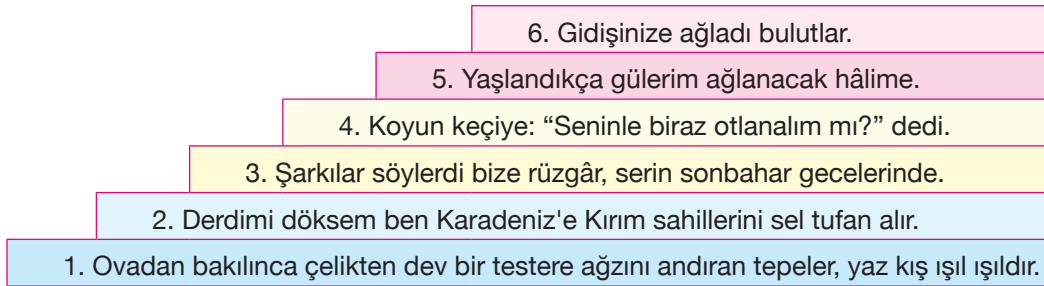 6. Gidişinize ağladı bulutlar.
5. Yaşlandıkça gülerim ağlanacak hâlime.
4. Koyun keçiye: “Seninle biraz otlanalım mı?” dedi.
3. Şarkılar söylerdi bize rüzgâr, serin sonbahar gecelerinde.
2. Derdimi döksem ben Karadeniz'e Kırım sahillerini sel tufan alır.
1. Ovadan bakılınca çelikten dev bir testere ağzını andıran tepeler, yaz kış ışıl ışıldır.